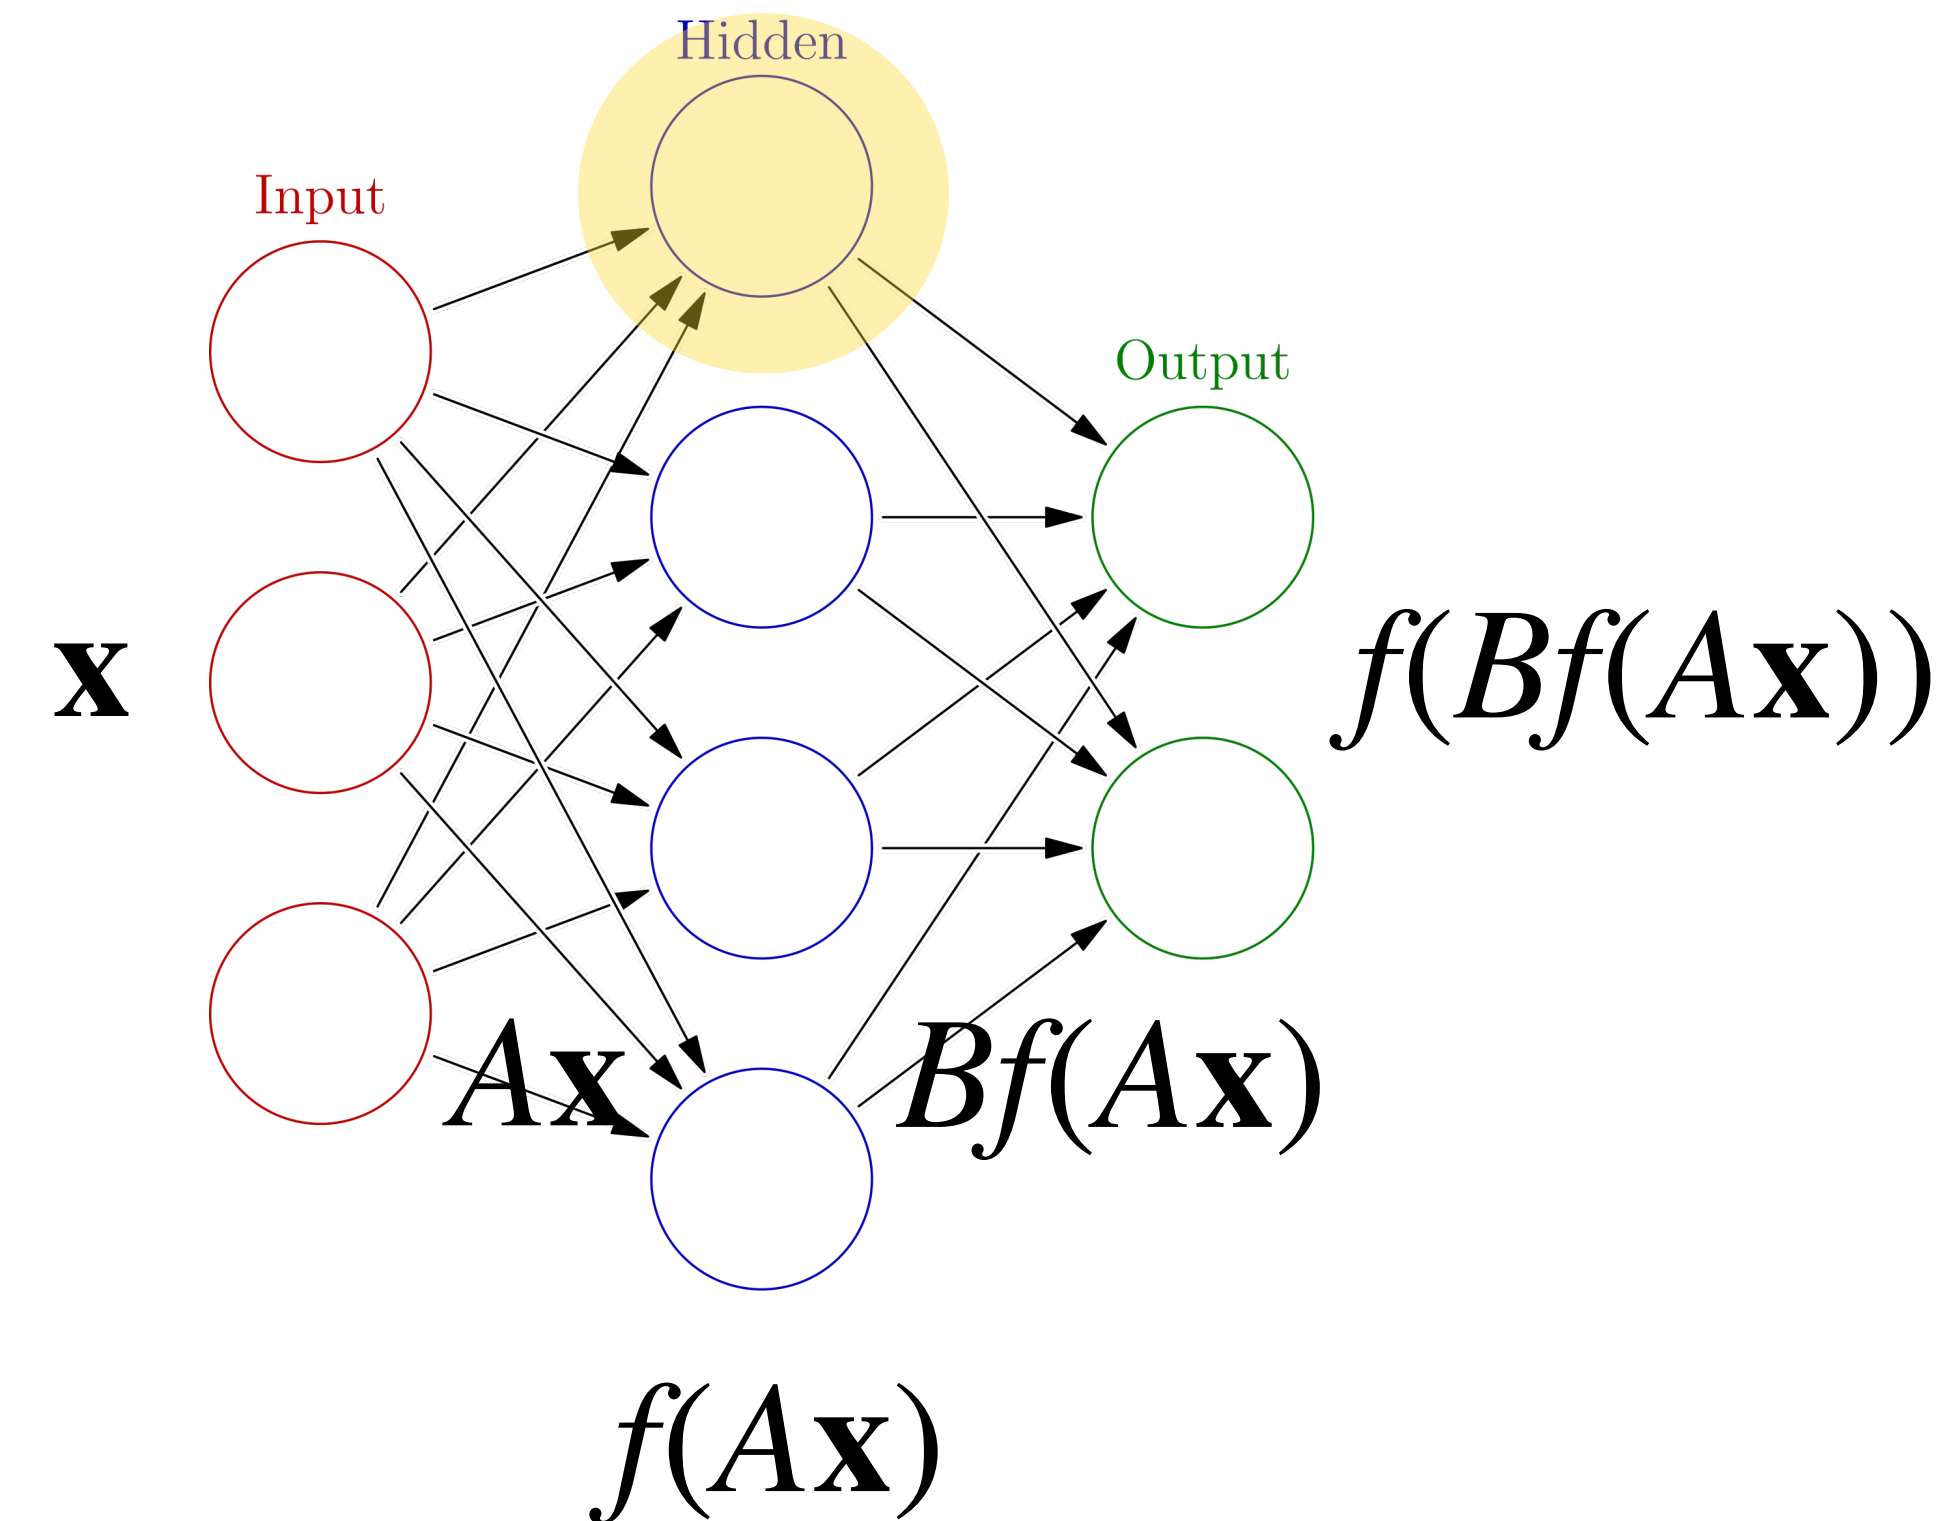 Hidden
Input
Output
x
f(Bf(Ax))
Ax
Bf(Ax)
f(Ax)